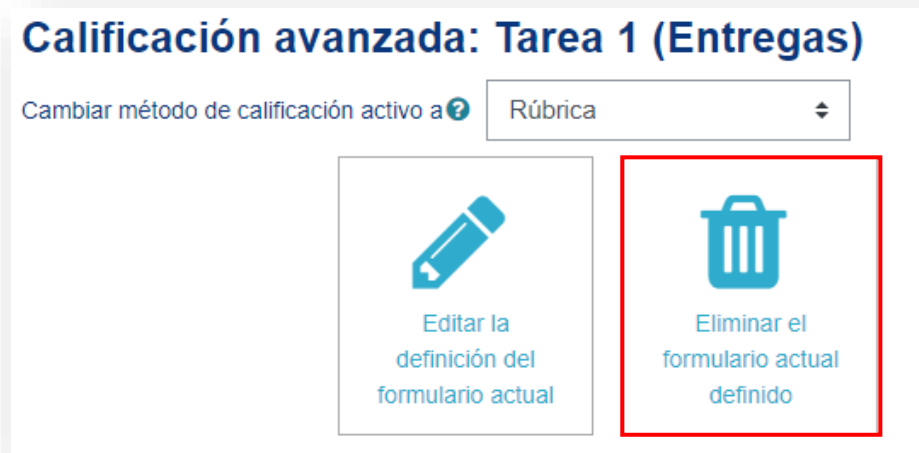 Calificación avanzada: Tarea 1 (Entregas)
Cambiar método de calificación activo a Rúbrica
Editar la
definición del
formulario actual
Eliminar el
formulario actual
definido